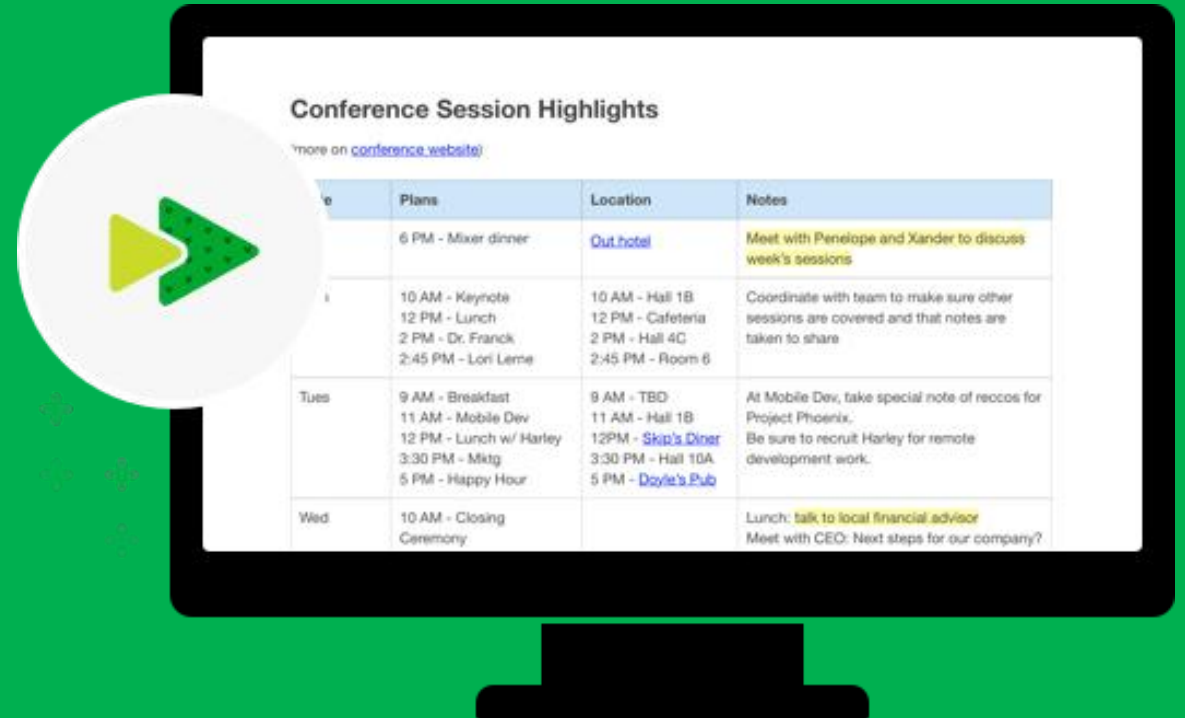 Conference Session Highlights
more on conference website)
e Plans Location Notes
6 PM - Mixer dinner
Out hotel
Meet with Penelope and Xander to discuss
week's sessions
10 AM - Keynote
12 PM - Lunch
2 PM - Dr. Franck
2:45 PM - Lori Leme
10 AM - Hall 1B
12 PM - Cafeteria
2 PM - Hall 4C
2:45 PM - Room 6
Coordinate with team to make sure other
sessions are covered and that notes are
taken to share
Tues
9 AM - Breakfast
11 AM - Mobile Dev
12 PM - Lunch w/ Harley
3:30 PM - Mktg
5 PM - Happy Hour
9 AM - TBD
11 AM - Hall 1B
12PM - Skip's Diner
3:30 PM - Hall 10A
5 PM - Doyle's Pub
At Mobile Dev, take special note of reccos for
Project Phoenix.
Be sure to recruit Harley for remote
development work.
Wed
10 AM - Closing
Ceremony
Lunch: talk to local financial advisor
Meet with CEO: Next steps for our company?